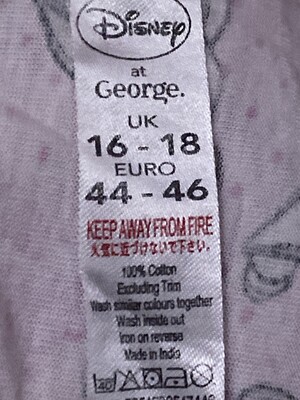 Disney
at
George.
UK
16 - 18
EURO
44 - 46
KEEP AWAY FROM FIRE
火気に近づけないで下さい。
100% Cotton
Excluding Trim
Wash similar colours together
Wash inside out
Iron on reverse
Made in India
40